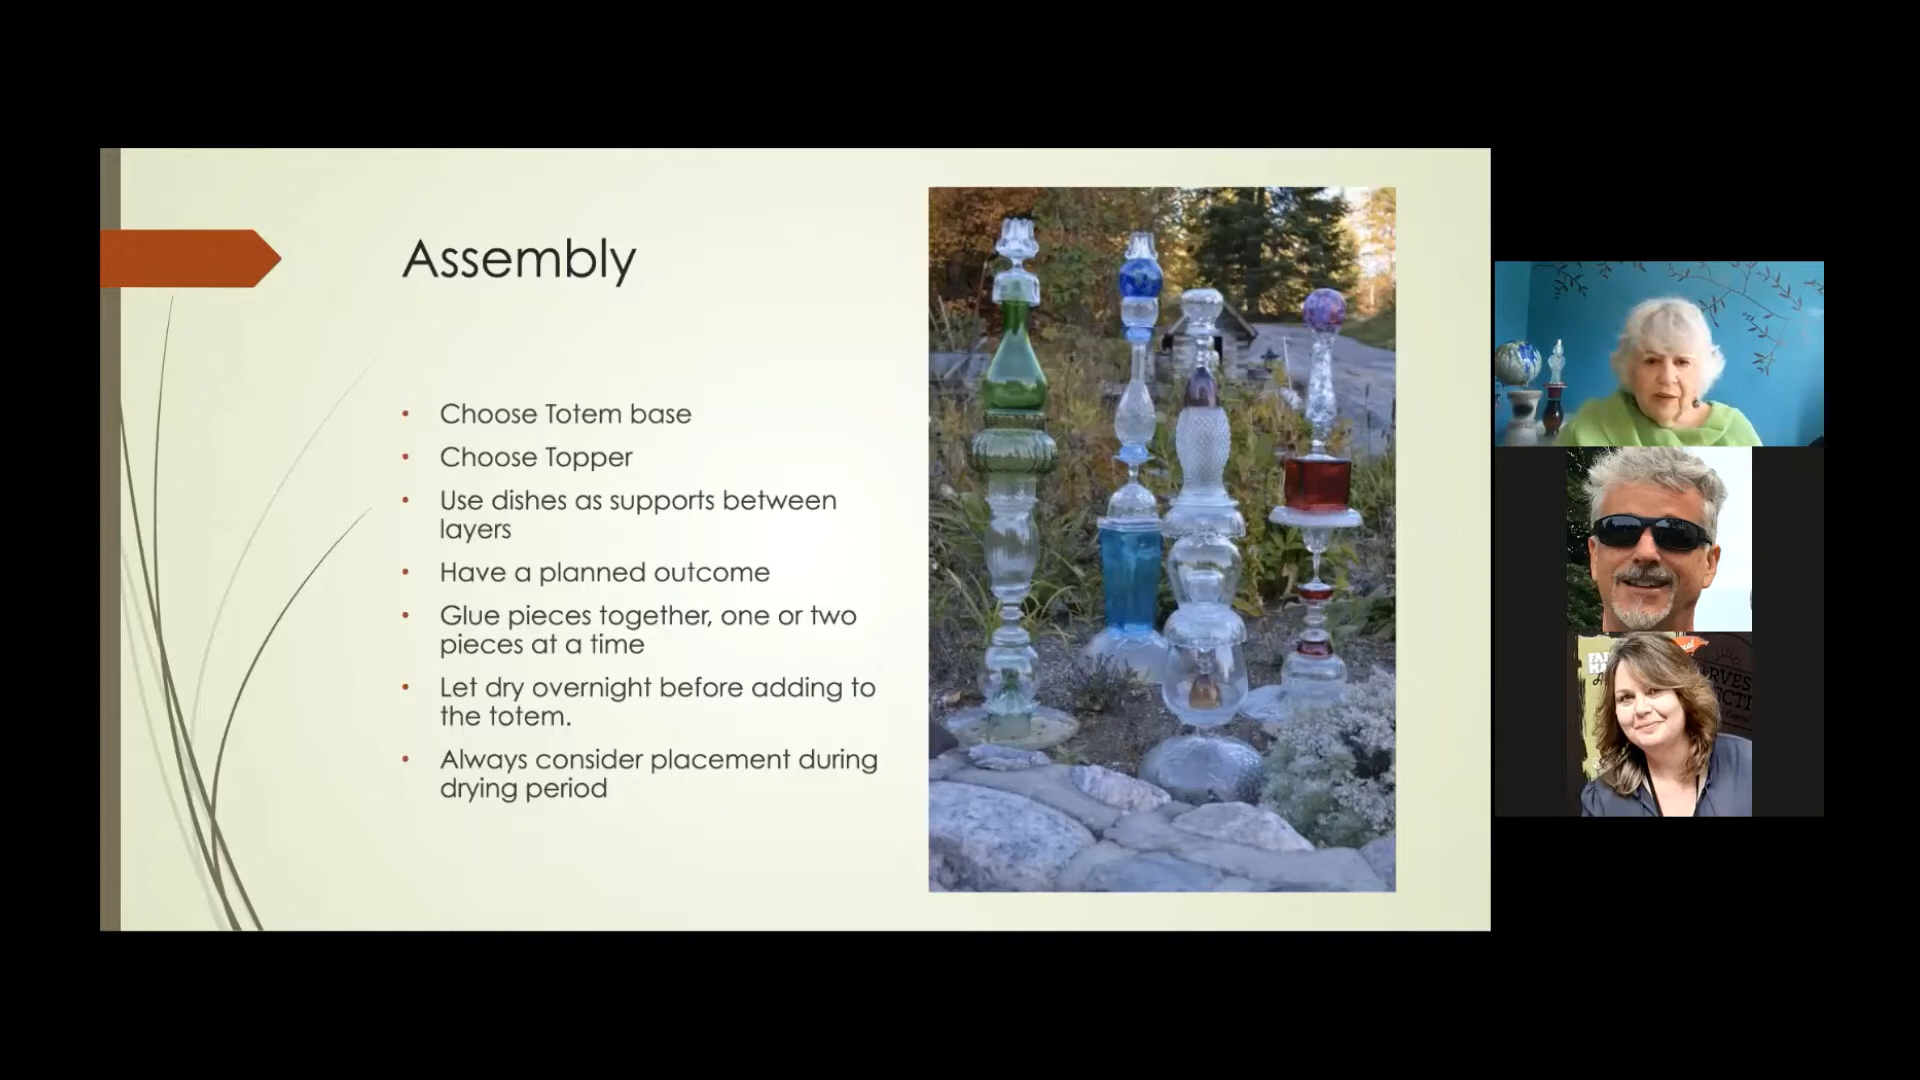 Assembly
• Choose Totem base
• Choose Topper
• Use dishes as supports between
layers
• Have a planned outcome
• Glue pieces together, one or two
pieces at a time
• Let dry overnight before adding to
the totem.
• Always consider placement during
drying period